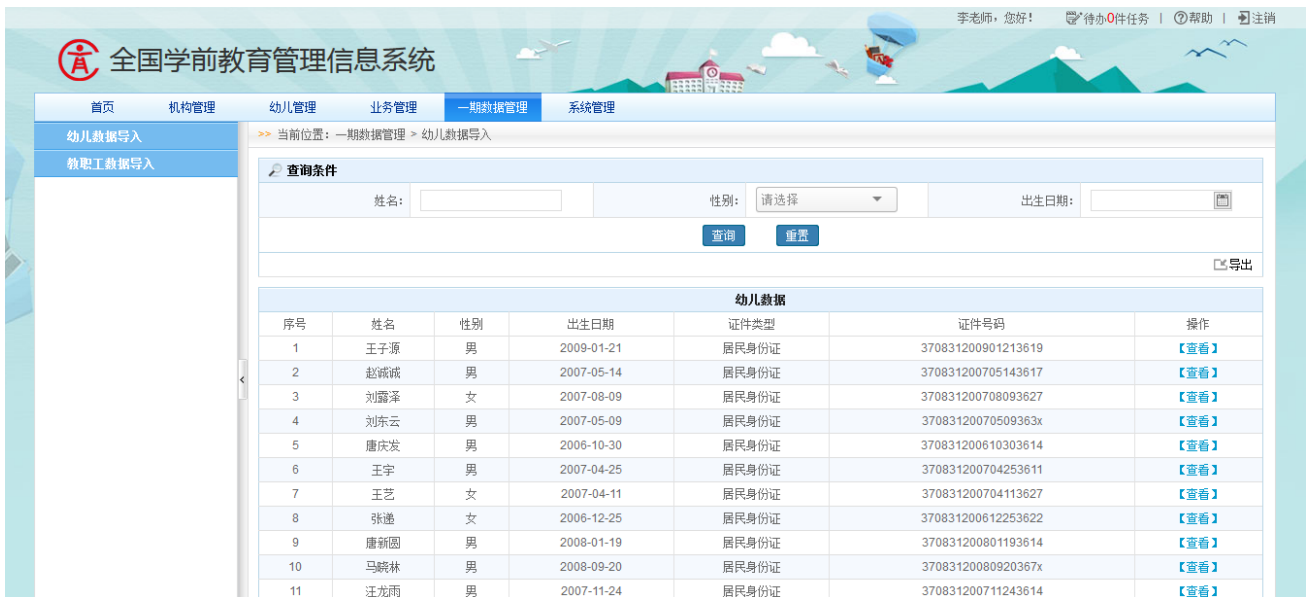 李老师，您好! 待办0件任务 | 帮助 | 注销
全国学前教育管理信息系统
首页 机构管理 幼儿管理 业务管理 一期数据管理 系统管理
幼儿数据导入
教职工数据导入
>> 当前位置：一期数据管理 > 幼儿数据导入
查询条件
姓名: 性别: 请选择 出生日期:
查询 重置
导出
幼儿数据
序号 姓名 性别 出生日期 证件类型 证件号码 操作
1 王子源 男 2009-01-21 居民身份证 370831200901213619 【查看】
2 赵诚诚 男 2007-05-14 居民身份证 370831200705143617 【查看】
3 刘露泽 女 2007-08-09 居民身份证 370831200708093627 【查看】
4 刘东云 男 2007-05-09 居民身份证 37083120070509363x 【查看】
5 唐庆发 男 2006-10-30 居民身份证 370831200610303614 【查看】
6 王宇 男 2007-04-25 居民身份证 370831200704253611 【查看】
7 王艺 女 2007-04-11 居民身份证 370831200704113627 【查看】
8 张递 女 2006-12-25 居民身份证 370831200612253622 【查看】
9 唐新圆 男 2008-01-19 居民身份证 370831200801193614 【查看】
10 马晓林 男 2008-09-20 居民身份证 37083120080920367x 【查看】
11 汪龙雨 男 2007-11-24 居民身份证 370831200711243614 【查看】